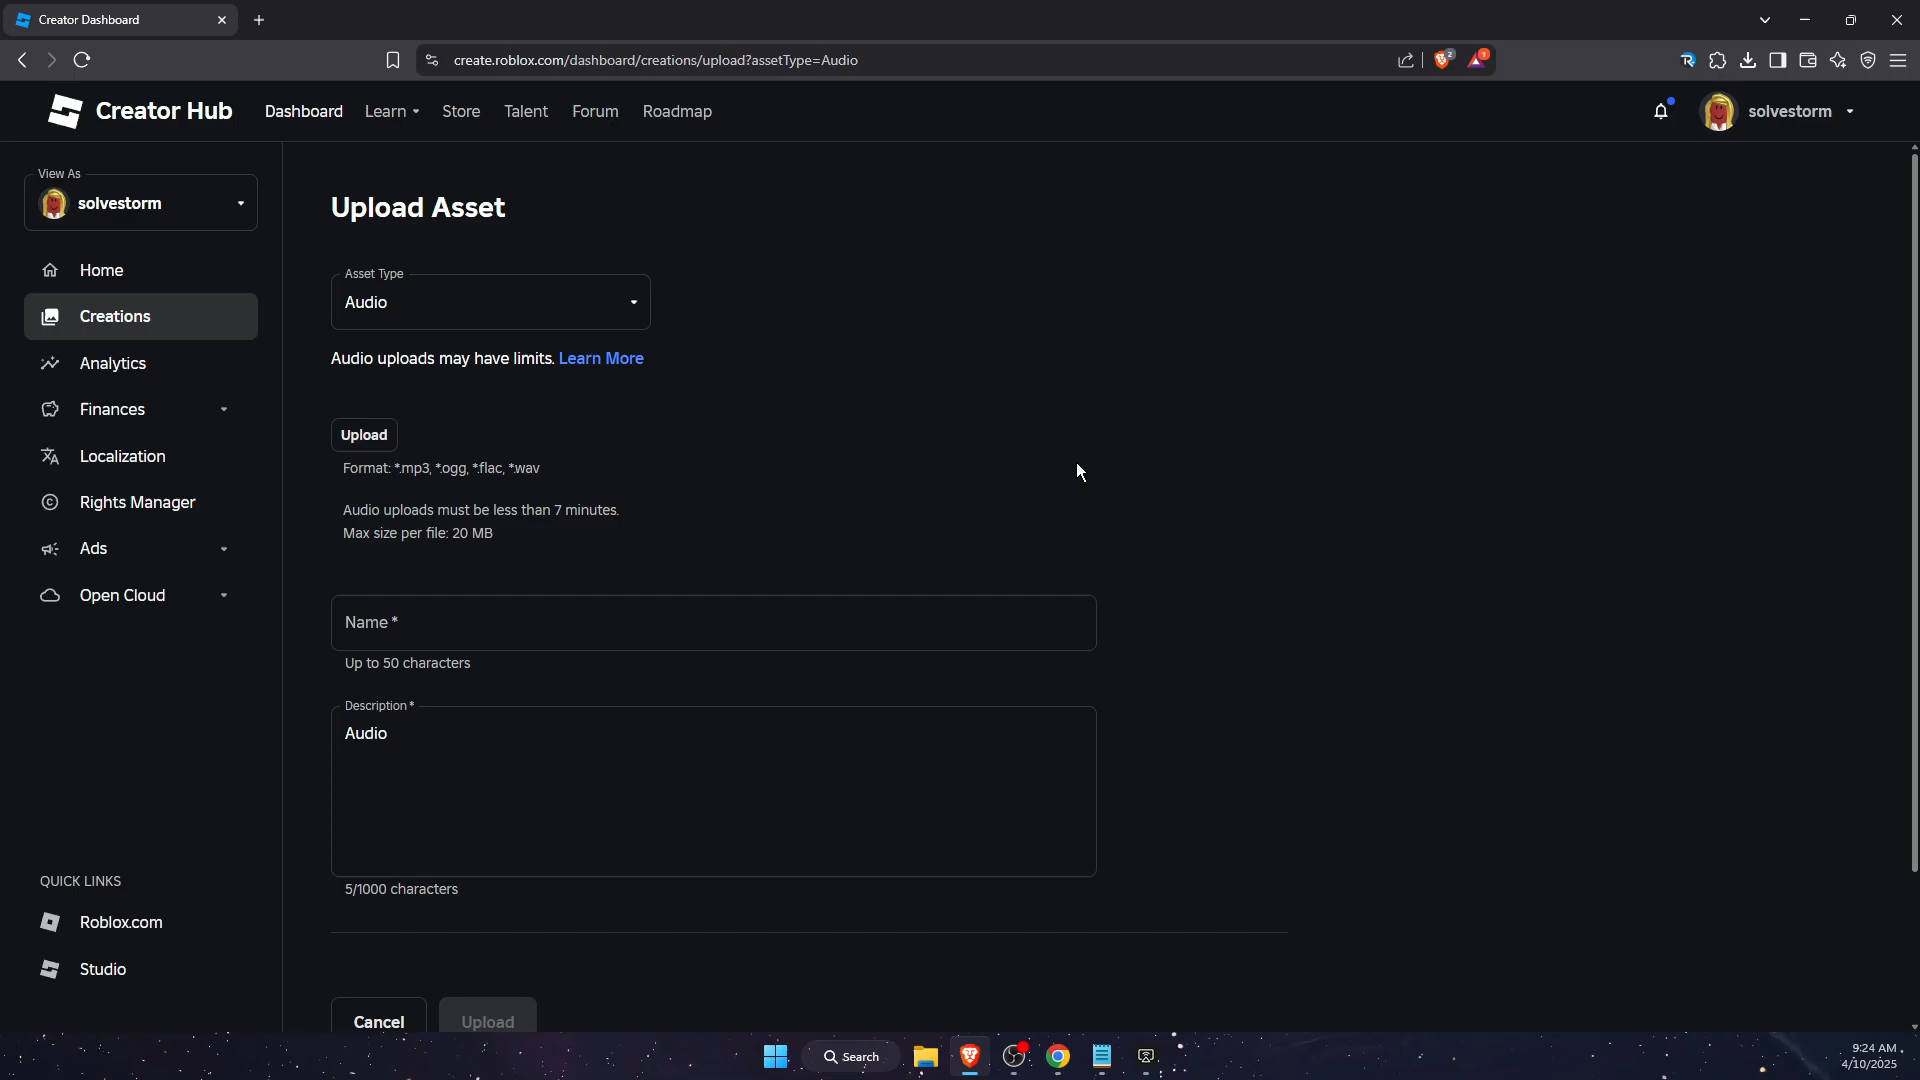 Creator Dashboard
create.roblox.com/dashboard/creations/upload?assetType=Audio
2
1
Creator Hub
Dashboard
Learn
Store
Talent
Forum
Roadmap
solvestorm
View As
solvestorm
Home
Creations
Analytics
Finances
Localization
Rights Manager
Ads
Open Cloud
QUICK LINKS
Roblox.com
Studio
Upload Asset
Asset Type
Audio
Audio uploads may have limits. Learn More
Upload
Format: *.mp3, *.ogg, *.flac, *.wav
Audio uploads must be less than 7 minutes.
Max size per file: 20 MB
Name *
Up to 50 characters
Description *
Audio
5/1000 characters
Cancel
Upload
Search
9:24 AM
4/10/2025